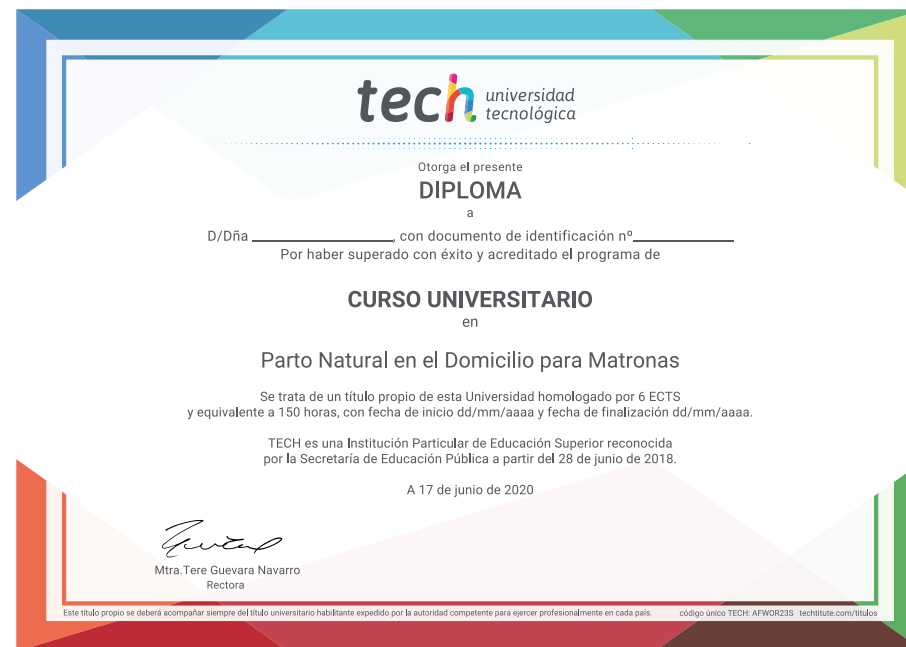 tech universidad
tecnológica
Otorga el presente
DIPLOMA
a
D/Dña ____________, con documento de identificación nº____________
Por haber superado con éxito y acreditado el programa de
CURSO UNIVERSITARIO
en
Parto Natural en el Domicilio para Matronas
Se trata de un título propio de esta Universidad homologado por 6 ECTS
y equivalente a 150 horas, con fecha de inicio dd/mm/aaaa y fecha de finalización dd/mm/aaaa.
TECH es una Institución Particular de Educación Superior reconocida
por la Secretaría de Educación Pública a partir del 28 de junio de 2018.
A 17 de junio de 2020
Mtra.Tere Guevara Navarro
Rectora
Este título propio se deberá acompañar siempre del título universitario habilitante expedido por la autoridad competente para ejercer profesionalmente en cada país. código único TECH: AFWOR23S techtitute.com/titulos